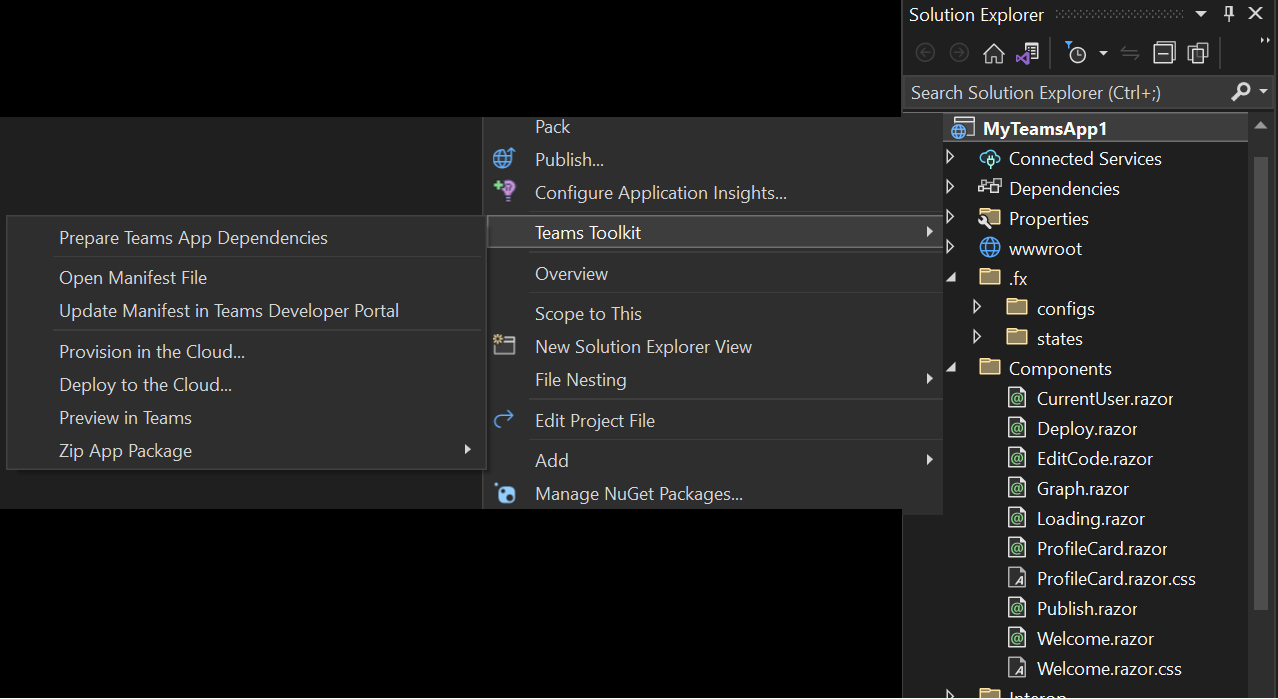 Solution Explorer
Search Solution Explorer (Ctrl+;)
Pack
Publish...
Configure Application Insights...
Teams Toolkit
Overview
Scope to This
New Solution Explorer View
File Nesting
Edit Project File
Add
Manage NuGet Packages...
Prepare Teams App Dependencies
Open Manifest File
Update Manifest in Teams Developer Portal
Provision in the Cloud...
Deploy to the Cloud...
Preview in Teams
Zip App Package
MyTeamsApp1
Connected Services
Dependencies
Properties
wwwroot
.fx
configs
states
Components
CurrentUser.razor
Deploy.razor
EditCode.razor
Graph.razor
Loading.razor
ProfileCard.razor
ProfileCard.razor.css
Publish.razor
Welcome.razor
Welcome.razor.css
Interop